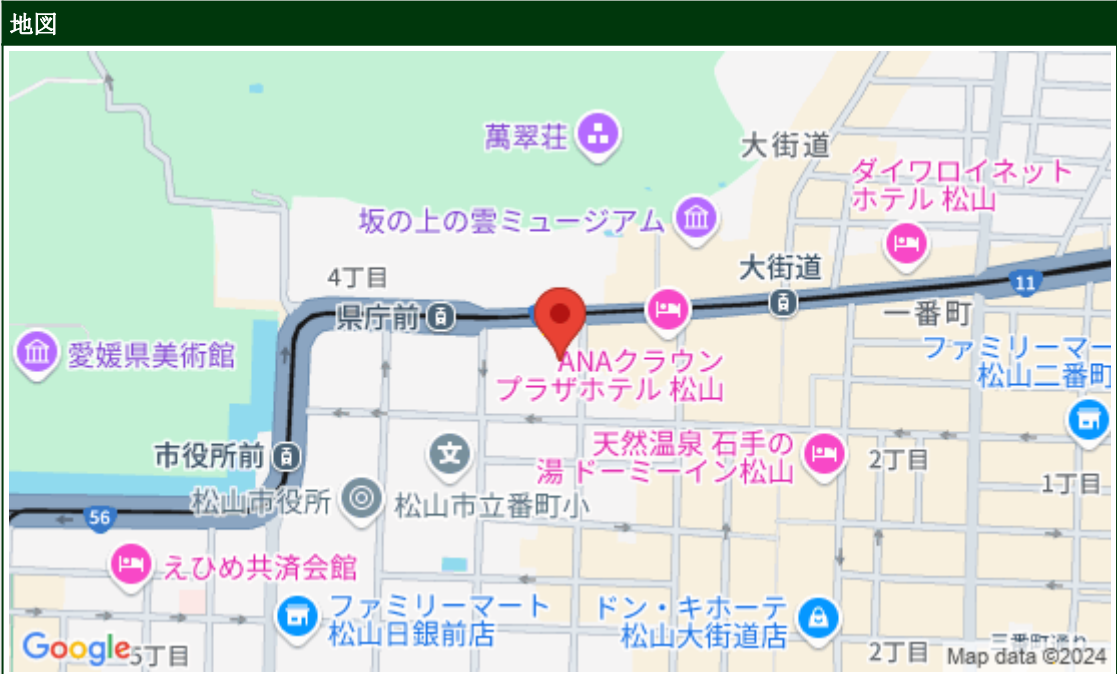 地図
萬翠荘
大街道
ダイワロイネット
ホテル 松山
坂の上の雲ミュージアム
4丁目
大街道
11
県庁前
一番町
愛媛県美術館
ANAクラウン
プラザホテル 松山
ファミリーマー
松山二番町
市役所前
天然温泉 石手の
湯 ドーミーイン松山
2丁目
1丁目
松山市役所
松山市立番町小
56
えひめ共済会館
ファミリーマート
松山日銀前店
ドン・キホーテ
松山大街道店
Google
5丁目
2丁目
三番町通り
Map data ©2024